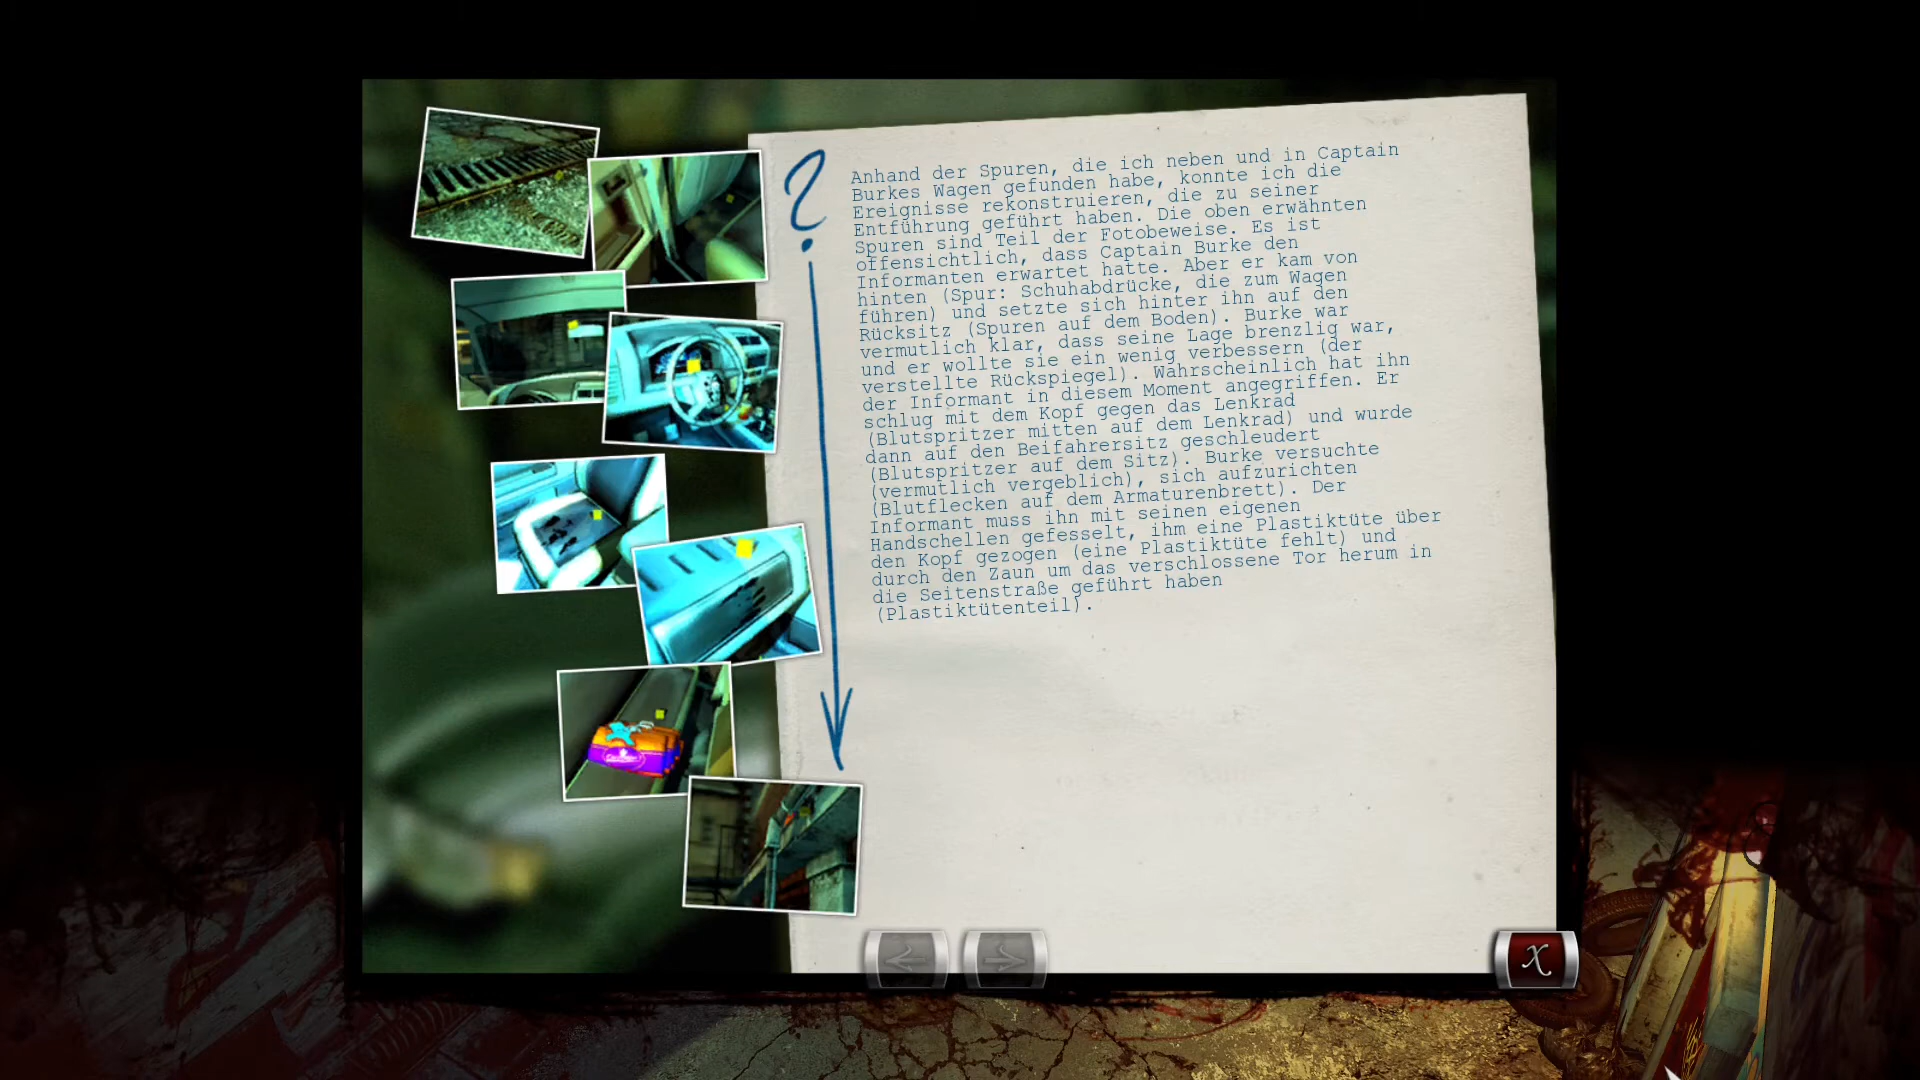 ?
Anhand der Spuren, die ich neben und in Captain
Burkes Wagen gefunden habe, konnte ich die
Ereignisse rekonstruieren, die zu seiner
Entführung geführt haben. Die oben erwähnten
Spuren sind Teil der Fotobeweise. Es ist
offensichtlich, dass Captain Burke den
Informanten erwartet hatte. Aber er kam von
hinten (Spur: Schuhabdrücke, die zum Wagen
führen) und setzte sich hinter ihn auf den
Rücksitz (Spuren auf dem Boden). Burke war
vermutlich klar, dass seine Lage brenzlig war,
und er wollte sie ein wenig verbessern (der
verstellte Rückspiegel). Wahrscheinlich hat ihn
der Informant in diesem Moment angegriffen. Er
schlug mit dem Kopf gegen das Lenkrad
(Blutspritzer mitten auf dem Lenkrad) und wurde
dann auf den Beifahrersitz geschleudert
(Blutspritzer auf dem Sitz). Burke versuchte
(vermutlich vergeblich), sich aufzurichten
(Blutflecken auf dem Armaturenbrett). Der
Informant muss ihn mit seinen eigenen
Handschellen gefesselt, ihm eine Plastiktüte über
den Kopf gezogen (eine Plastiktüte fehlt) und
durch den Zaun um das verschlossene Tor herum in
die Seitenstraße geführt haben
(Plastiktütenteil).
x